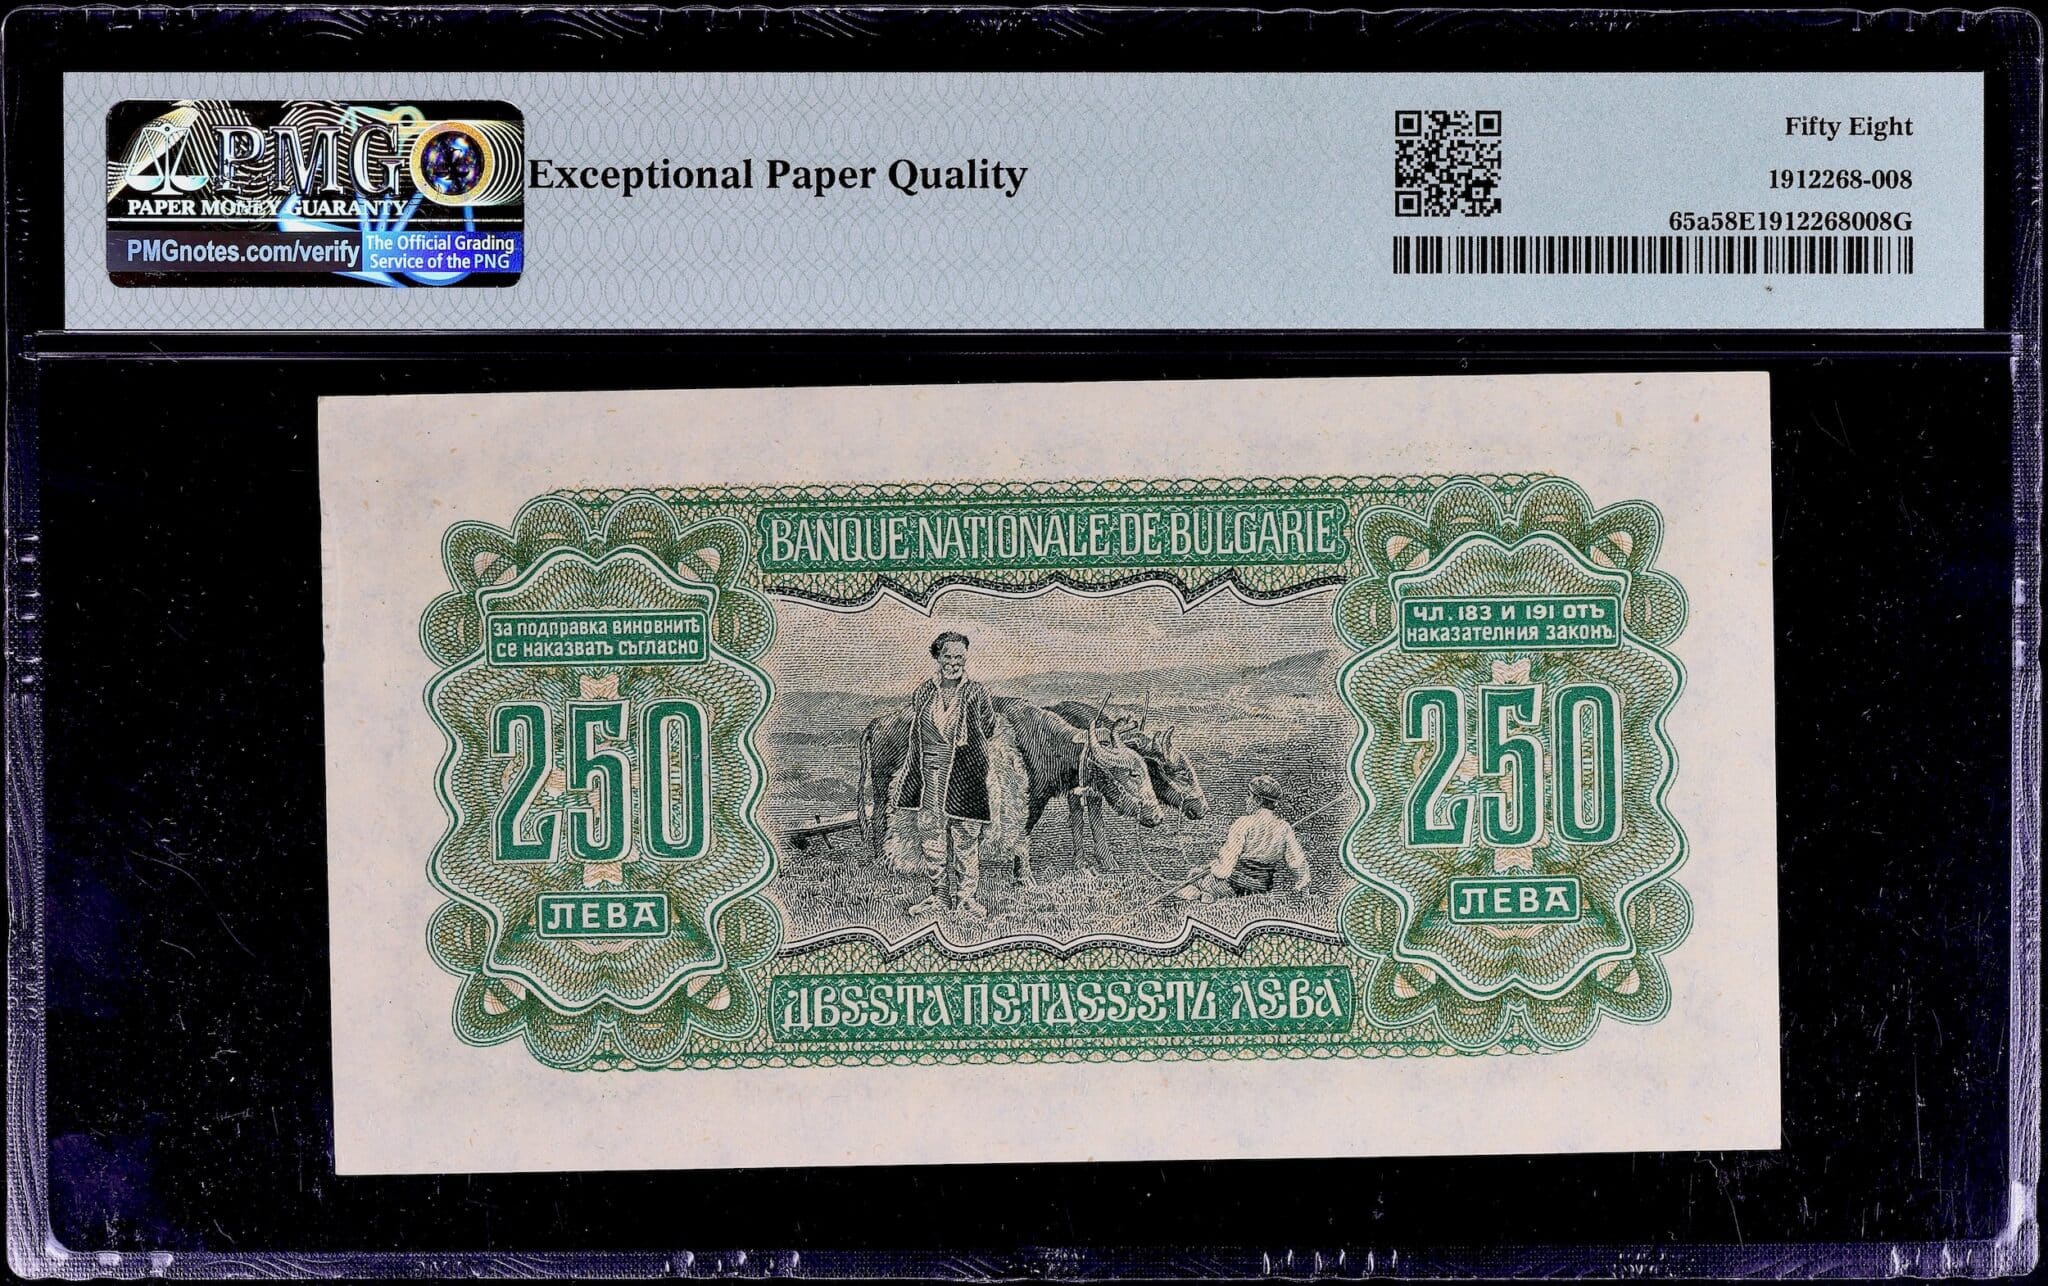 PMG
PAPER MONEY GUARANTY
PMGnotes.com/verify
The Official Grading
Service of the PNG
Exceptional Paper Quality
Fifty Eight
1912268-008
65a58E1912268008G
BANQUE NATIONALE DE BULGARIE
ЗА ПОДПРАВКА ВИНОВНИТѢ
СЕ НАКАЗВАТЪ СЪГЛАСНО
ЧЛ. 183 И 191 ОТЪ
НАКАЗАТЕЛНИЯ ЗАКОНЪ.
250
ЛЕВА
250
ЛЕВА
ДВЕСТА ПЕТДЕСЕТЬ ЛЕВА